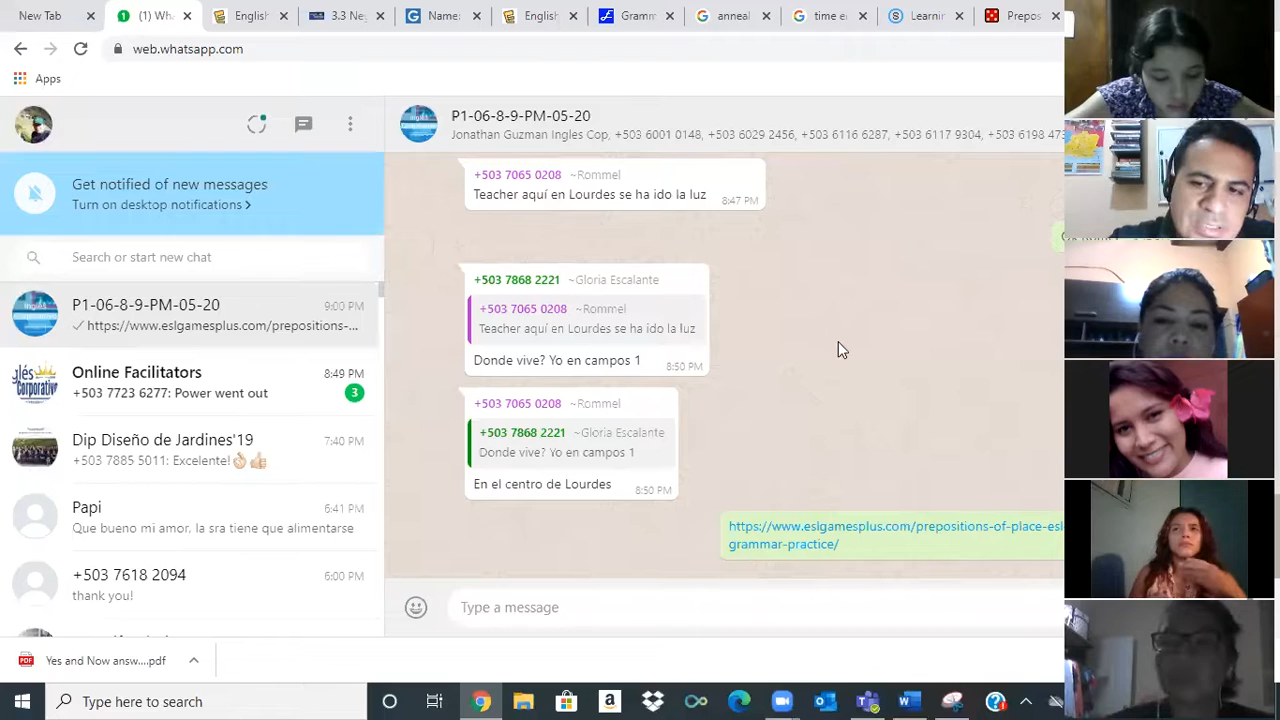 New Tab
(1) Wh
English
3.3 Ne
Name:
English
Gramm
anneal
time a
Learnin
Prepos
web.whatsapp.com
Apps
P1-06-8-9-PM-05-20
Jonathan Guzman Ingles Cop, +503 6001 0148, +503 6029 2456,
+503 6117 9304,
Get notified of new messages
Turn on desktop notifications >
Search or start new chat
P1-06-8-9-PM-05-20
9:00 PM
https://www.eslgamesplus.com/prepositions-...
Online Facilitators
8:49 PM
+503 7723 6277: Power went out
3
Dip Diseño de Jardines'19
7:40 PM
+503 7885 5011: Excelente!👌🏼👍🏼
Papi
6:41 PM
Que bueno mi amor, la sra tiene que alimentarse
+503 7618 2094
6:00 PM
thank you!
+503 7065 0208 ~Rommel
Teacher aquí en Lourdes se ha ido la luz
8:47 PM
+503 7868 2221 ~Gloria Escalante
+503 7065 0208 ~Rommel
Teacher aquí en Lourdes se ha ido la luz
Donde vive? Yo en campos 1
8:50 PM
+503 7065 0208 ~Rommel
+503 7868 2221 ~Gloria Escalante
Donde vive? Yo en campos 1
En el centro de Lourdes
8:50 PM
https://www.eslgamesplus.com/prepositions-of-place-esl
grammar-practice/
Type a message
Yes and Now answ....pdf
Type here to search